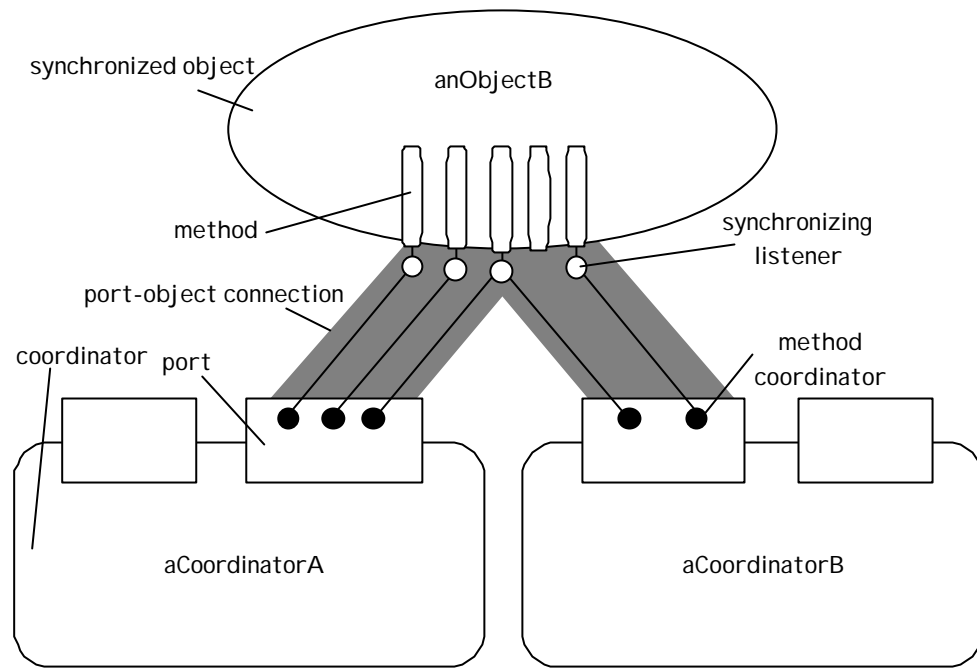 synchronized object
anObjectB
method
synchronizing
listener
port-object connection
coordinator
port
method
coordinator
aCoordinatorA
aCoordinatorB